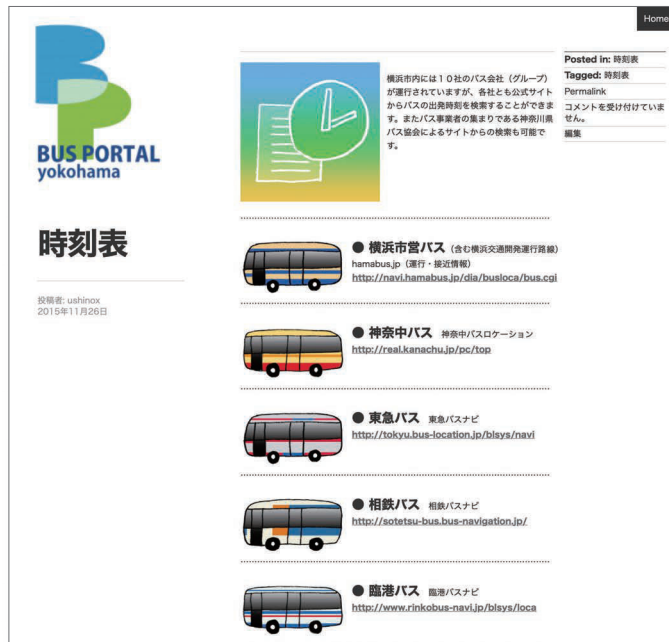 Home
BUS PORTAL
yokohama
時刻表
投稿者: ushinox
2015年11月26日
横浜市内には１０社のバス会社（グループ）
が運行されていますが、各社とも公式サイト
からバスの出発時刻を検索することができま
す。またバス事業者の集まりである神奈川県
バス協会によるサイトからの検索も可能で
す。
Posted in: 時刻表
Tagged: 時刻表
Permalink
コメントを受け付けていま
せん。
編集
● 横浜市営バス（含む横浜交通開発運行路線）
hamabus.jp（運行・接近情報）
http://navi.hamabus.jp/dia/busloca/bus.cgi
● 神奈中バス 神奈中バスロケーション
http://real.kanachu.jp/pc/top
● 東急バス 東急バスナビ
http://tokyu.bus-location.jp/blsys/navi
● 相鉄バス 相鉄バスナビ
http://sotetsu-bus.bus-navigation.jp/
● 臨港バス 臨港バスナビ
http://www.rinkobus-navi.jp/blsys/loca